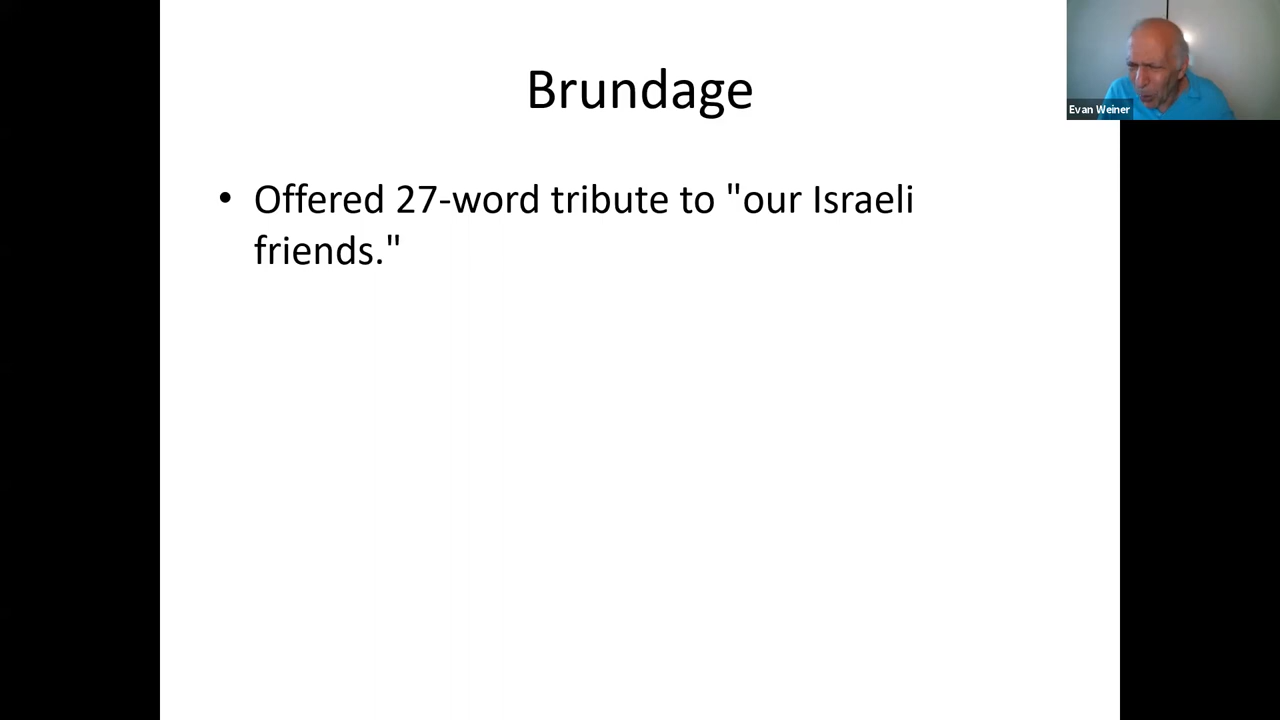 Brundage
Evan Weiner
• Offered 27-word tribute to "our Israeli
friends."